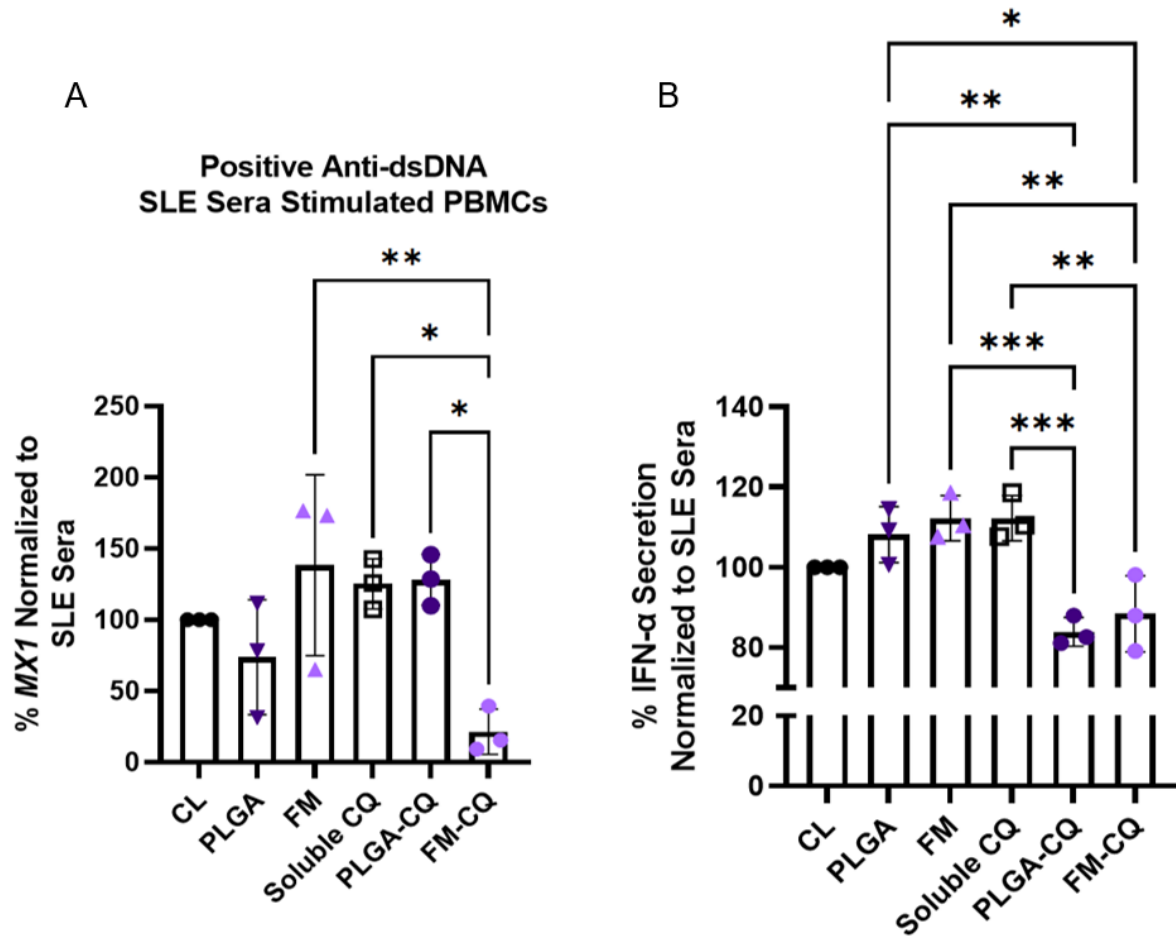 A
Positive Anti-dsDNA
SLE Sera Stimulated PBMCs
**
*
*
250
200
150
100
50
0
% MX1 Normalized to
SLE Sera
CL
PLGA
FM
Soluble CQ
PLGA-CQ
FM-CQ
B
*
**
**
**
***
***
140
120
100
80
20
0
% IFN-α Secretion
Normalized to SLE Sera
CL
PLGA
FM
Soluble CQ
PLGA-CQ
FM-CQ